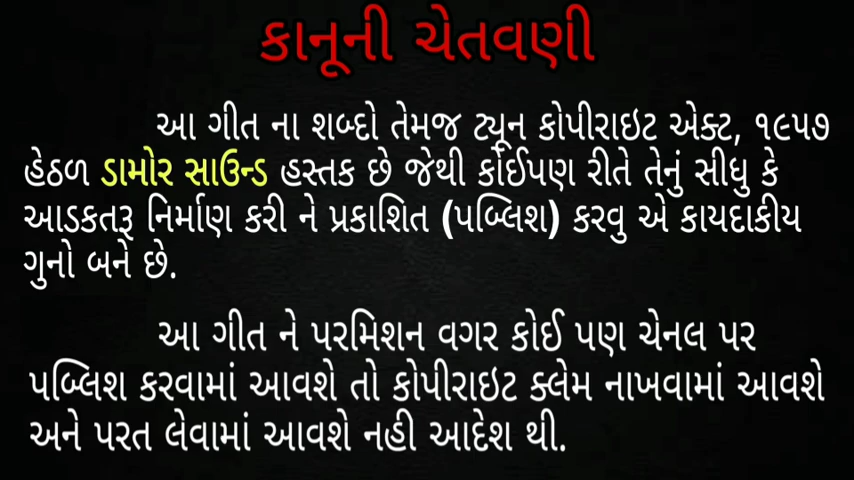 કાનૂની ચેતવણી
આ ગીત ના શબ્દો તેમજ ટ્યૂન કોપીરાઇટ એક્ટ, ૧૯૫૭
હેઠળ ડામોર સાઉન્ડ હસ્તક છે જેથી કોઈપણ રીતે તેનું સીધુ કે
આડકતરૂ નિર્માણ કરી ને પ્રકાશિત (પબ્લિશ) કરવુ એ કાયદાકીય
ગુનો બને છે.
આ ગીત ને પરમિશન વગર કોઈ પણ ચેનલ પર
પબ્લિશ કરવામાં આવશે તો કોપીરાઇટ ક્લેમ નાખવામાં આવશે
અને પરત લેવામાં આવશે નહી આદેશ થી.